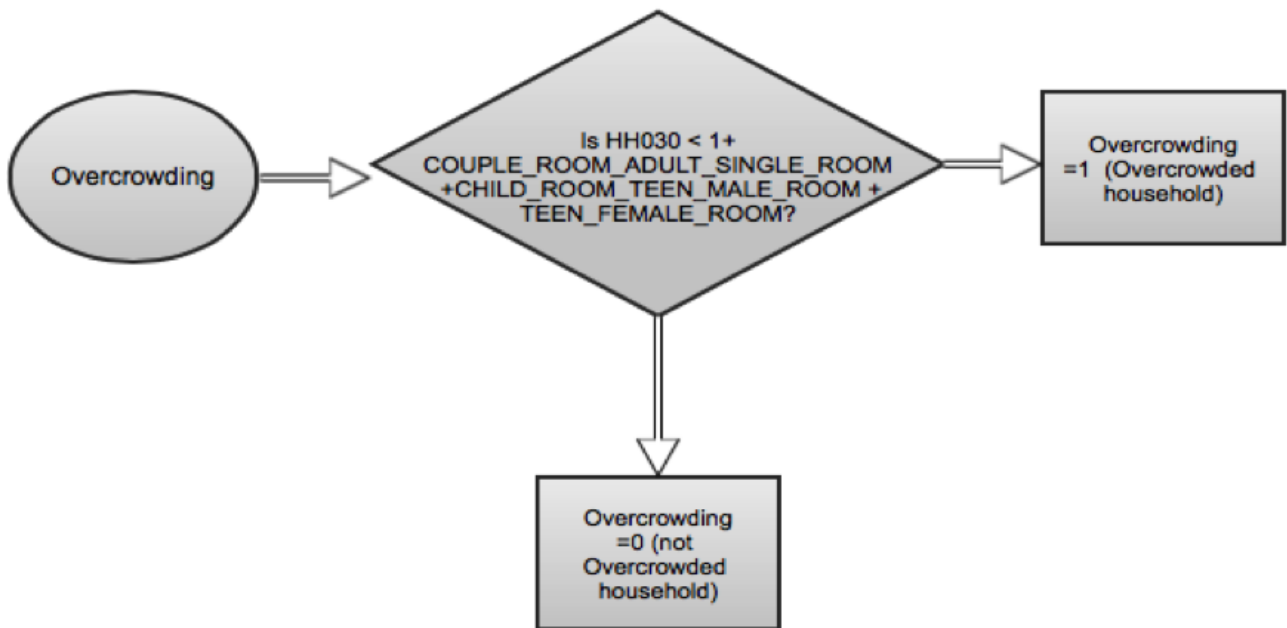 Overcrowding
Is HH030 < 1+
COUPLE_ROOM_ADULT_SINGLE_ROOM
+CHILD_ROOM_TEEN_MALE_ROOM +
TEEN_FEMALE_ROOM?
Overcrowding
=1 (Overcrowded
household)
Overcrowding
=0 (not
Overcrowded
household)